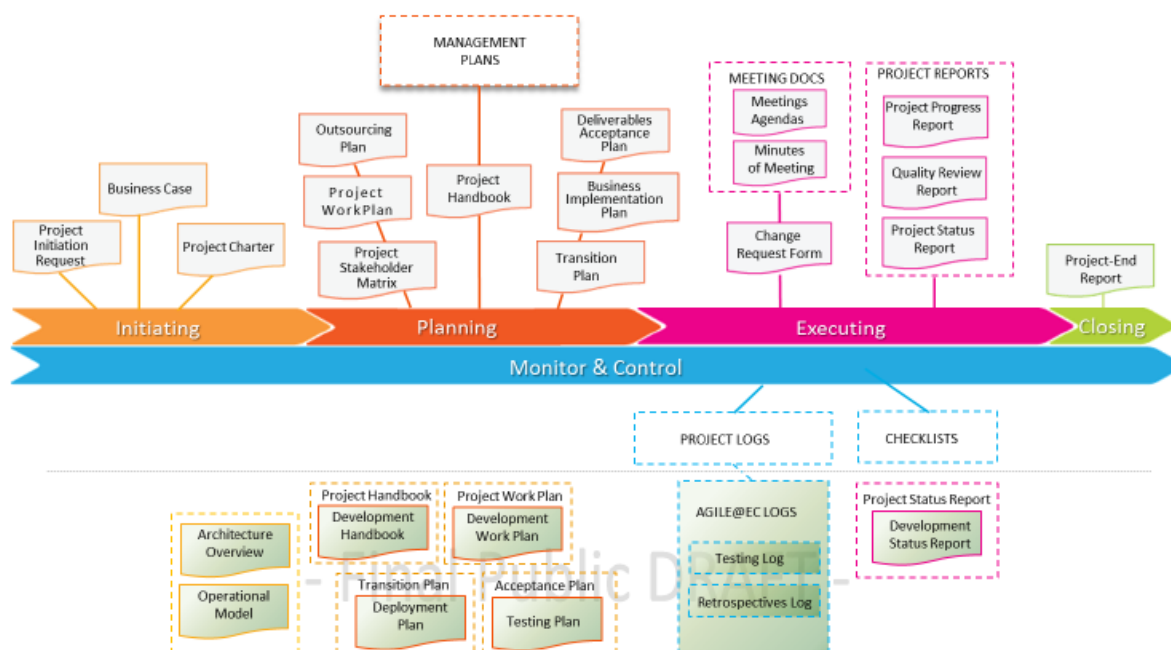 MANAGEMENT
PLANS
MEETING DOCS
Meetings
Agendas
Minutes
of Meeting
PROJECT REPORTS
Project Progress
Report
Quality Review
Report
Project Status
Report
Outsourcing
Plan
Project
WorkPlan
Project
Stakeholder
Matrix
Project
Handbook
Deliverables
Acceptance
Plan
Business
Implementation
Plan
Transition
Plan
Business Case
Project
Initiation
Request
Project Charter
Change
Request Form
Project-End
Report
Initiating
Planning
Executing
Closing
Monitor & Control
PROJECT LOGS
CHECKLISTS
Architecture
Overview
Operational
Model
Project Handbook
Development
Handbook
Project Work Plan
Development
Work Plan
Transition Plan
Deployment
Plan
Acceptance Plan
Testing Plan
AGILE@EC LOGS
Testing Log
Retrospectives Log
Project Status Report
Development
Status Report
- Final Public DRAFT -